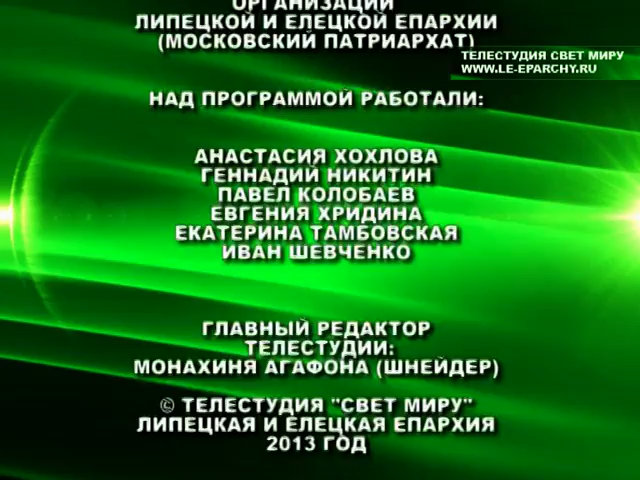 ОРГАНИЗАЦИИ
ЛИПЕЦКОЙ И ЕЛЕЦКОЙ ЕПАРХИИ
(МОСКОВСКИЙ ПАТРИАРХАТ)
ТЕЛЕСТУДИЯ СВЕТ МИРУ
WWW.LE-EPARCHY.RU
НАД ПРОГРАММОЙ РАБОТАЛИ:
АНАСТАСИЯ ХОХЛОВА
ГЕННАДИЙ НИКИТИН
ПАВЕЛ КОЛОБАЕВ
ЕВГЕНИЯ ХРИДИНА
ЕКАТЕРИНА ТАМБОВСКАЯ
ИВАН ШЕВЧЕНКО
ГЛАВНЫЙ РЕДАКТОР
ТЕЛЕСТУДИИ:
МОНАХИНЯ АГАФОНА (ШНЕЙДЕР)
© ТЕЛЕСТУДИЯ "СВЕТ МИРУ"
ЛИПЕЦКАЯ И ЕЛЕЦКАЯ ЕПАРХИЯ
2013 ГОД